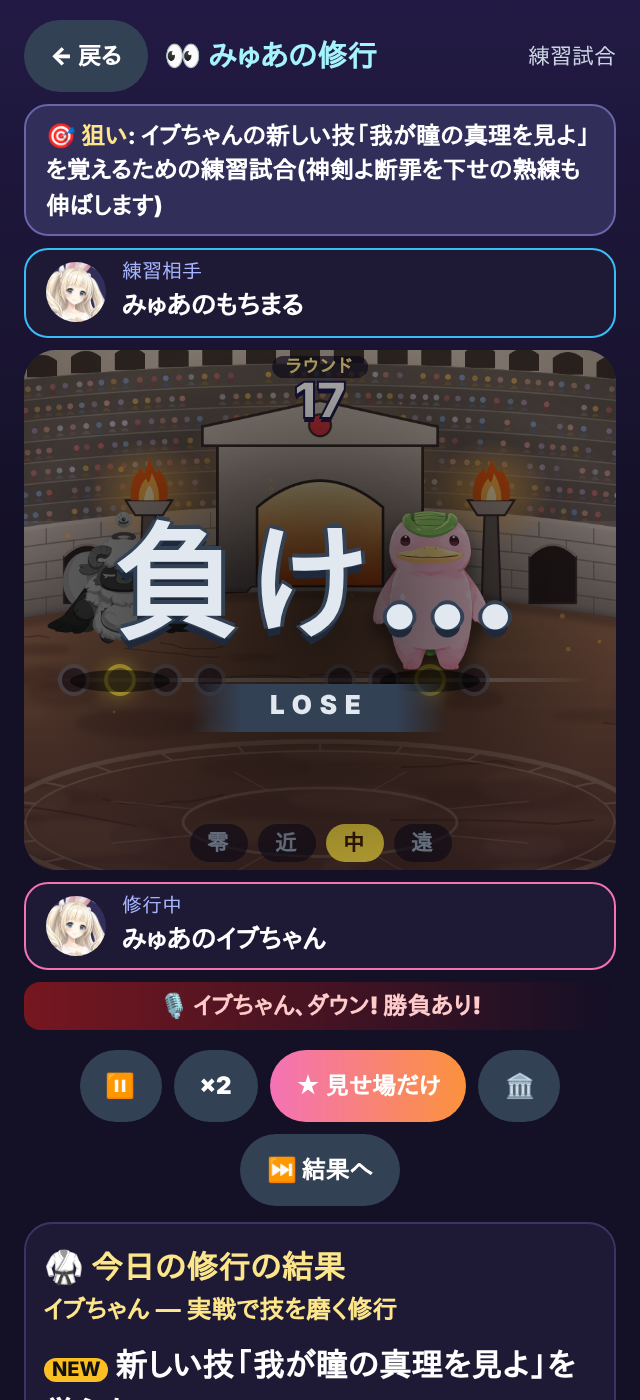 ← 戻る
👀 みゅあの修行
練習試合
🎯 狙い: イブちゃんの新しい技「我が瞳の真理を見よ」
を覚えるための練習試合(神剣よ断罪を下せの熟練も
伸ばします)
練習相手
みゅあのもちまる
ラウンド
17
負け...
LOSE
零
近
中
遠
修行中
みゅあのイブちゃん
🎙️ イブちゃん、ダウン! 勝負あり!
×2
★ 見せ場だけ
⏭ 結果へ
🥋 今日の修行の結果
イブちゃん — 実戦で技を磨く修行
NEW 新しい技「我が瞳の真理を見よ」を